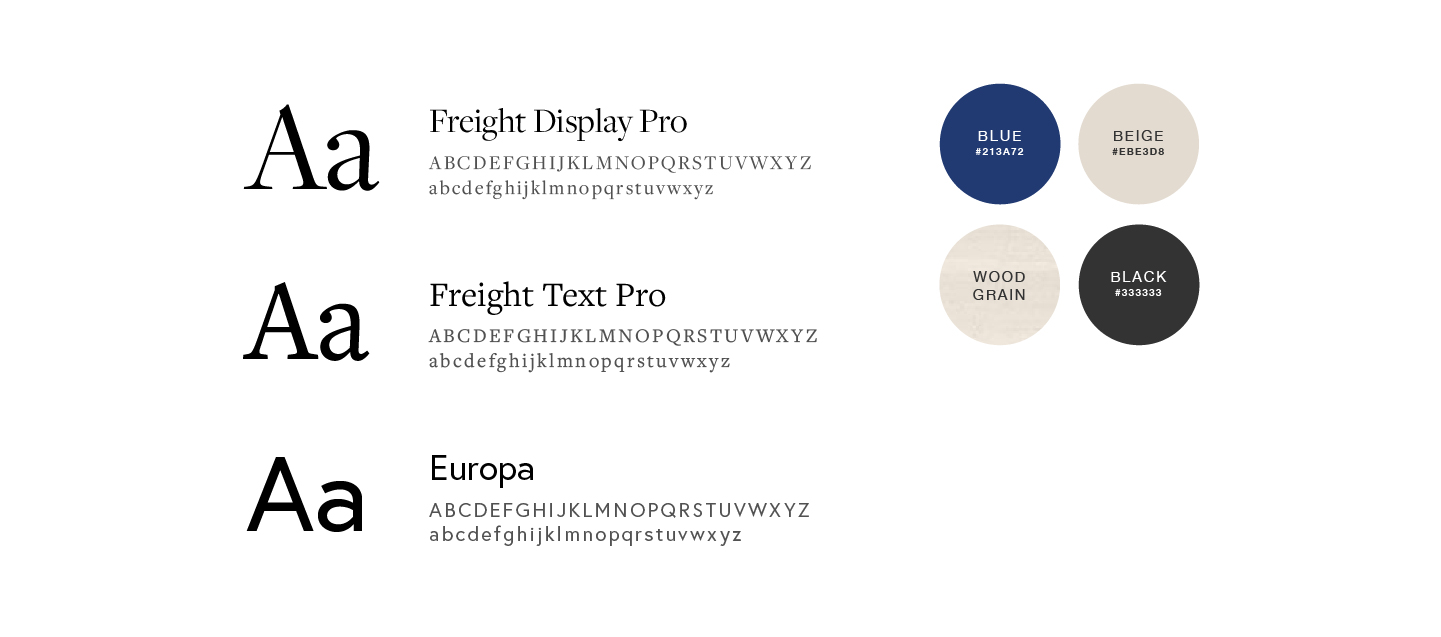 Aa
Freight Display Pro
ABCDEFGHIJKLMNOPQRSTUVWXYZ
abcdefghijklmnopqrstuvwxyz
Aa
Freight Text Pro
ABCDEFGHIJKLMNOPQRSTUVWXYZ
abcdefghijklmnopqrstuvwxyz
Aa
Europa
ABCDEFGHIJKLMNOPQRSTUVWXYZ
abcdefghijklmnopqrstuvwxyz
BLUE
#213A72
BEIGE
#EBE3D8
WOOD
GRAIN
BLACK
#333333